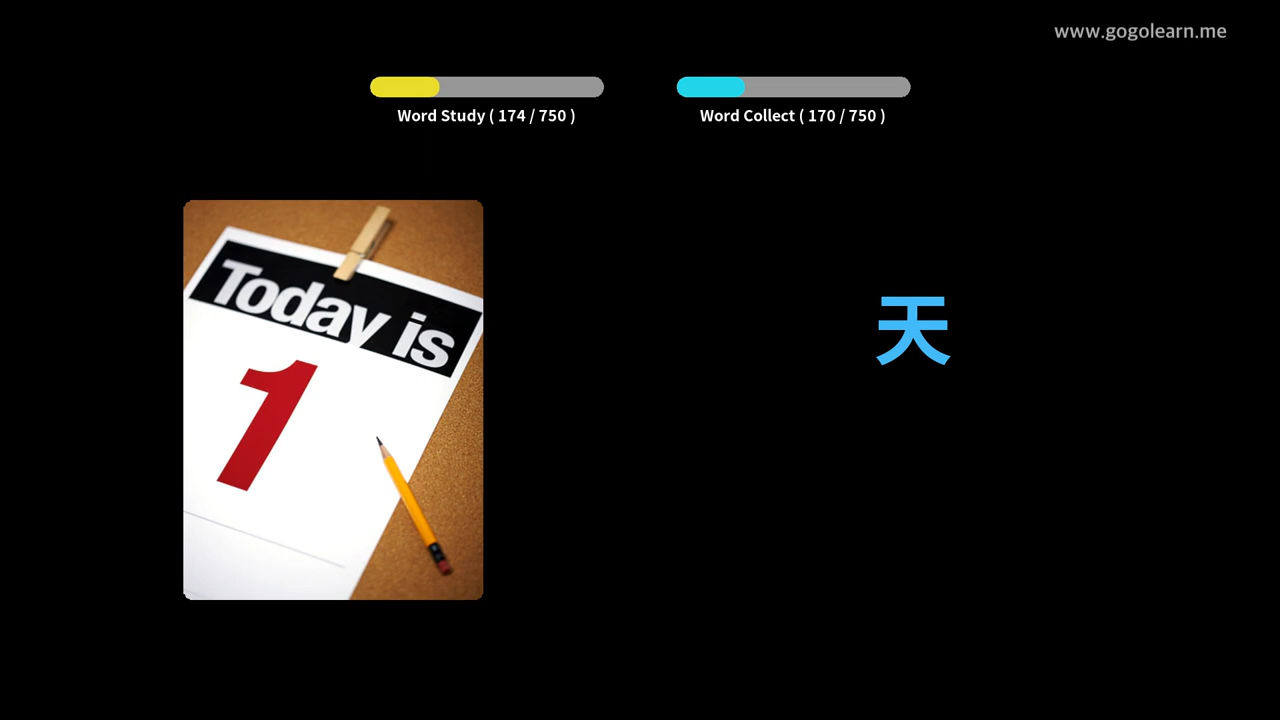 www.gogolearn.me
Word Study ( 174 / 750 )
Word Collect ( 170 / 750 )
Today is
1
天